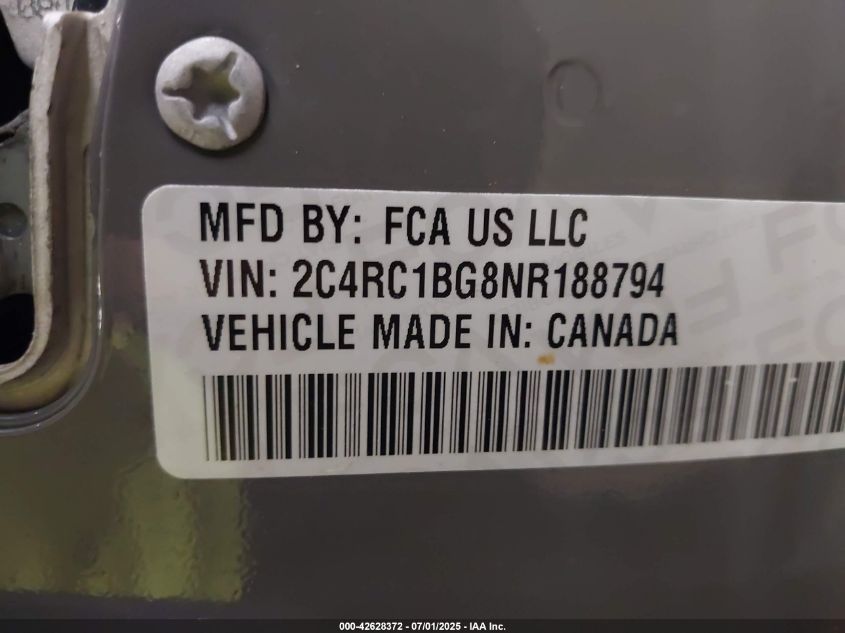 MFD BY: FCA US LLC
VIN: 2C4RC1BG8NR188794
VEHICLE MADE IN: CANADA
000-42628372 - 07/01/2025 - IAA Inc.